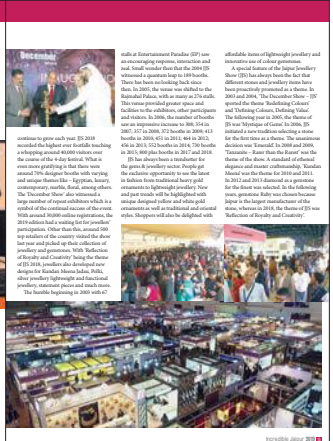 December
continue to grow each year. JJS 2018
recorded the highest ever footfall touching
a whopping around 40,000 visitors over
the course of the 4-day festival. What is
even more gratifying is that there were
around 70% designer booths with varying
and unique themes like – Egyptian, luxury,
contemporary, marble, floral, among others.
The 'December Show' also witnessed a
large number of repeat exhibitors which is a
symbol of the continual success of the event.
With around 30,000 online registrations, the
2019 edition had a waiting list for jewellers'
participation. Other than this, around 500
top retailers of the country visited the show
last year and picked up their collection of
jewellery and gemstones. With 'Reflection
of Royalty and Creativity' being the theme
of JJS 2018, jewellers also developed new
designs for Kundan Meena Jadau, Polki,
silver jewellery lightweight and functional
jewellery, statement pieces and much more.
The humble beginning in 2003 with 67
stalls at Entertainment Paradise (EP) saw
an encouraging response, interaction and
zeal. Small wonder then that the 2004 JJS
witnessed a quantum leap to 189 booths.
There has been no looking back since
then. In 2005, the venue was shifted to the
Rajmahal Palace, with as many as 276 stalls.
This venue provided greater space and
facilities to the exhibitors, other participants
and visitors. In 2006, the number of booths
saw an impressive increase to 300, 354 in
2007, 357 in 2008, 372 booths in 2009, 413
booths in 2010, 451 in 2011, 464 in 2012,
456 in 2013, 552 booths in 2014, 730 booths
in 2015, 800 plus booths in 2017 and 2018.
JJS has always been a trendsetter for
the gems & jewellery sector. People get
the exclusive opportunity to see the latest
in fashion from traditional heavy gold
ornaments to lightweight jewellery. New
and past trends will be highlighted with
unique designed yellow and white gold
ornaments as well as traditional and oriental
styles. Shoppers will also be delighted with
affordable items of lightweight jewellery and
innovative use of colour gemstones.
A special feature of the Jaipur Jewellery
Show (JJS) has always been the fact that
different stones and jewellery items have
been proactively promoted as a theme. In
2003 and 2004, 'The December Show – JJS'
sported the theme 'Redefining Colours'
and 'Defining Colours, Defining Value'.
The following year in 2005, the theme of
JJS was 'Mystique of Gems'. In 2006, JJS
initiated a new tradition selecting a stone
for the first time as a theme. The unanimous
decision was 'Emerald'. In 2008 and 2009,
'Tanzanite – Rarer than the Rarest' was the
theme of the show. A standard of ethereal
elegance and master craftsmanship, 'Kundan
Meena' was the theme for 2010 and 2011.
In 2012 and 2013 diamond as a gemstone
for the finest was selected. In the following
years, gemstone Ruby was chosen because
Jaipur is the largest manufacturer of the
stone, whereas in 2018, the theme of JJS was
'Reflection of Royalty and Creativity'.
Incredible Jaipur 2019